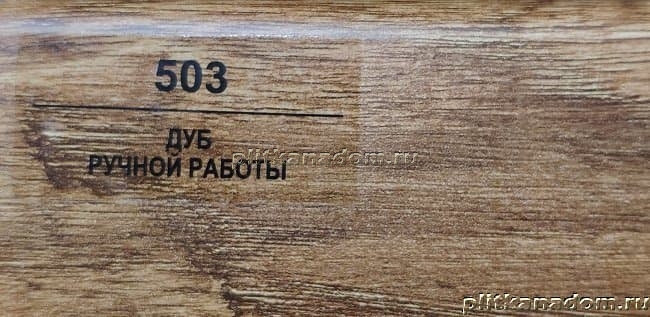 503
ДУБ
РУЧНОЙ РАБОТЫ
plitkanadom.ru
plitkanadom.ru